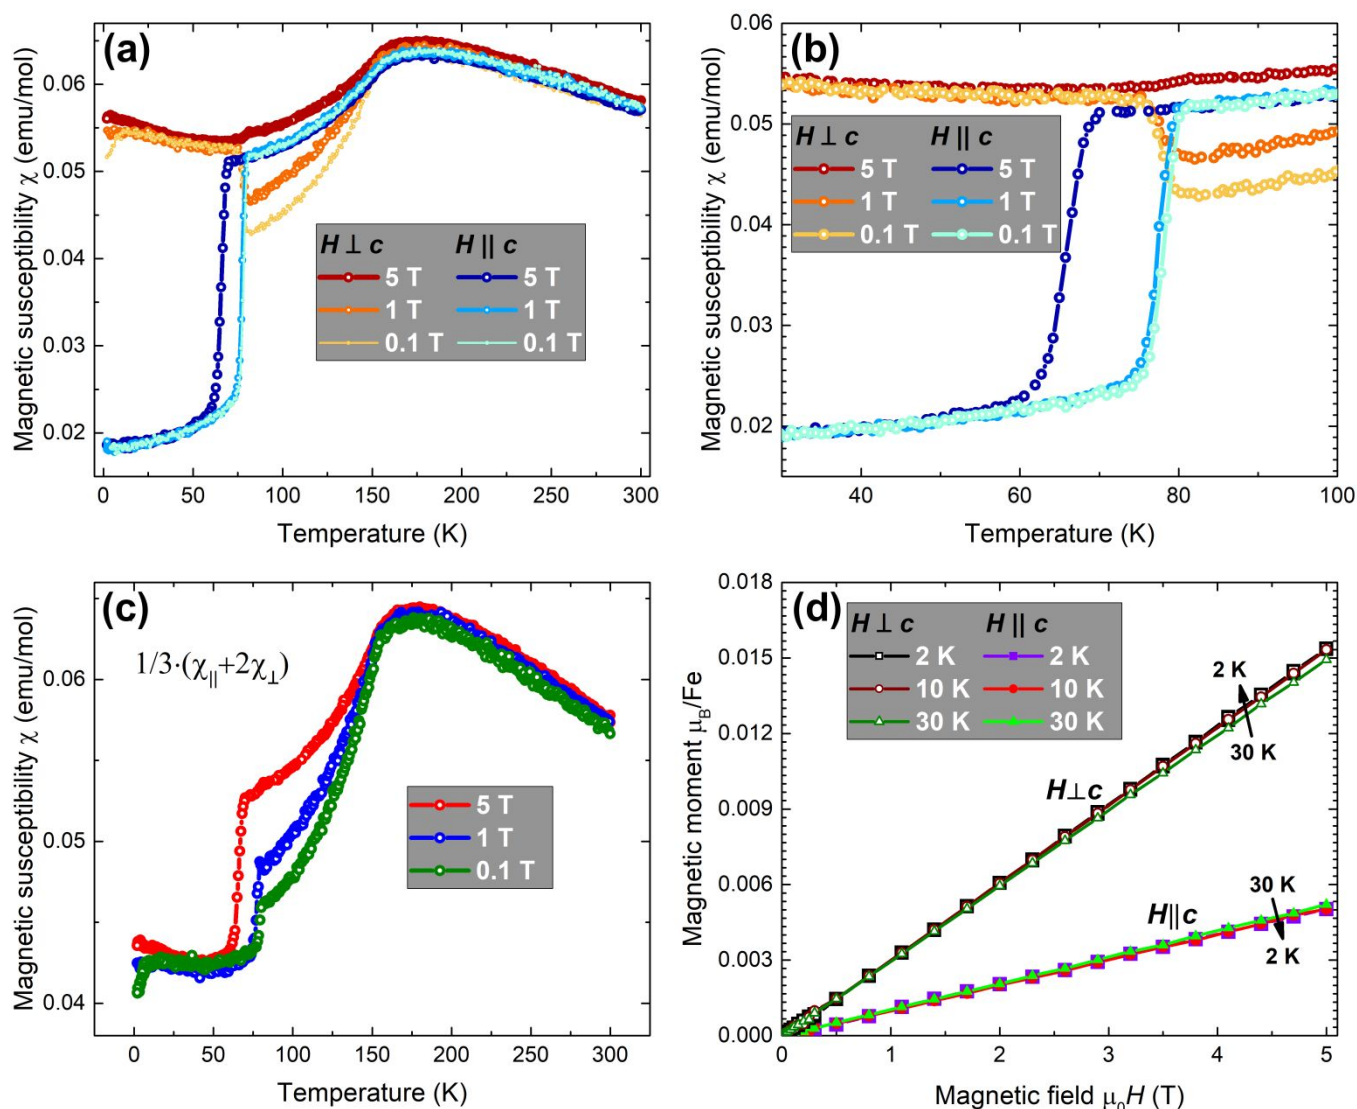 (a)
Magnetic susceptibility χ (emu/mol)
0.06
0.05
0.04
0.03
0.02
0 50 100 150 200 250 300
Temperature (K)
H ⊥ c H || c
5 T 5 T
1 T 1 T
0.1 T 0.1 T
(b)
Magnetic susceptibility χ (emu/mol)
0.06
0.05
0.04
0.03
0.02
40 60 80 100
Temperature (K)
H ⊥ c H || c
5 T 5 T
1 T 1 T
0.1 T 0.1 T
(c)
Magnetic susceptibility χ (emu/mol)
0.06
0.05
0.04
1/3·(χ||+2χ⊥)
5 T
1 T
0.1 T
0 50 100 150 200 250 300
Temperature (K)
(d)
Magnetic moment μB/Fe
0.018
0.015
0.012
0.009
0.006
0.003
0.000
H ⊥ c H || c
2 K 2 K
10 K 10 K
30 K 30 K
2 K
30 K
H⊥c
30 K
H||c
2 K
0 1 2 3 4 5
Magnetic field μ0H (T)